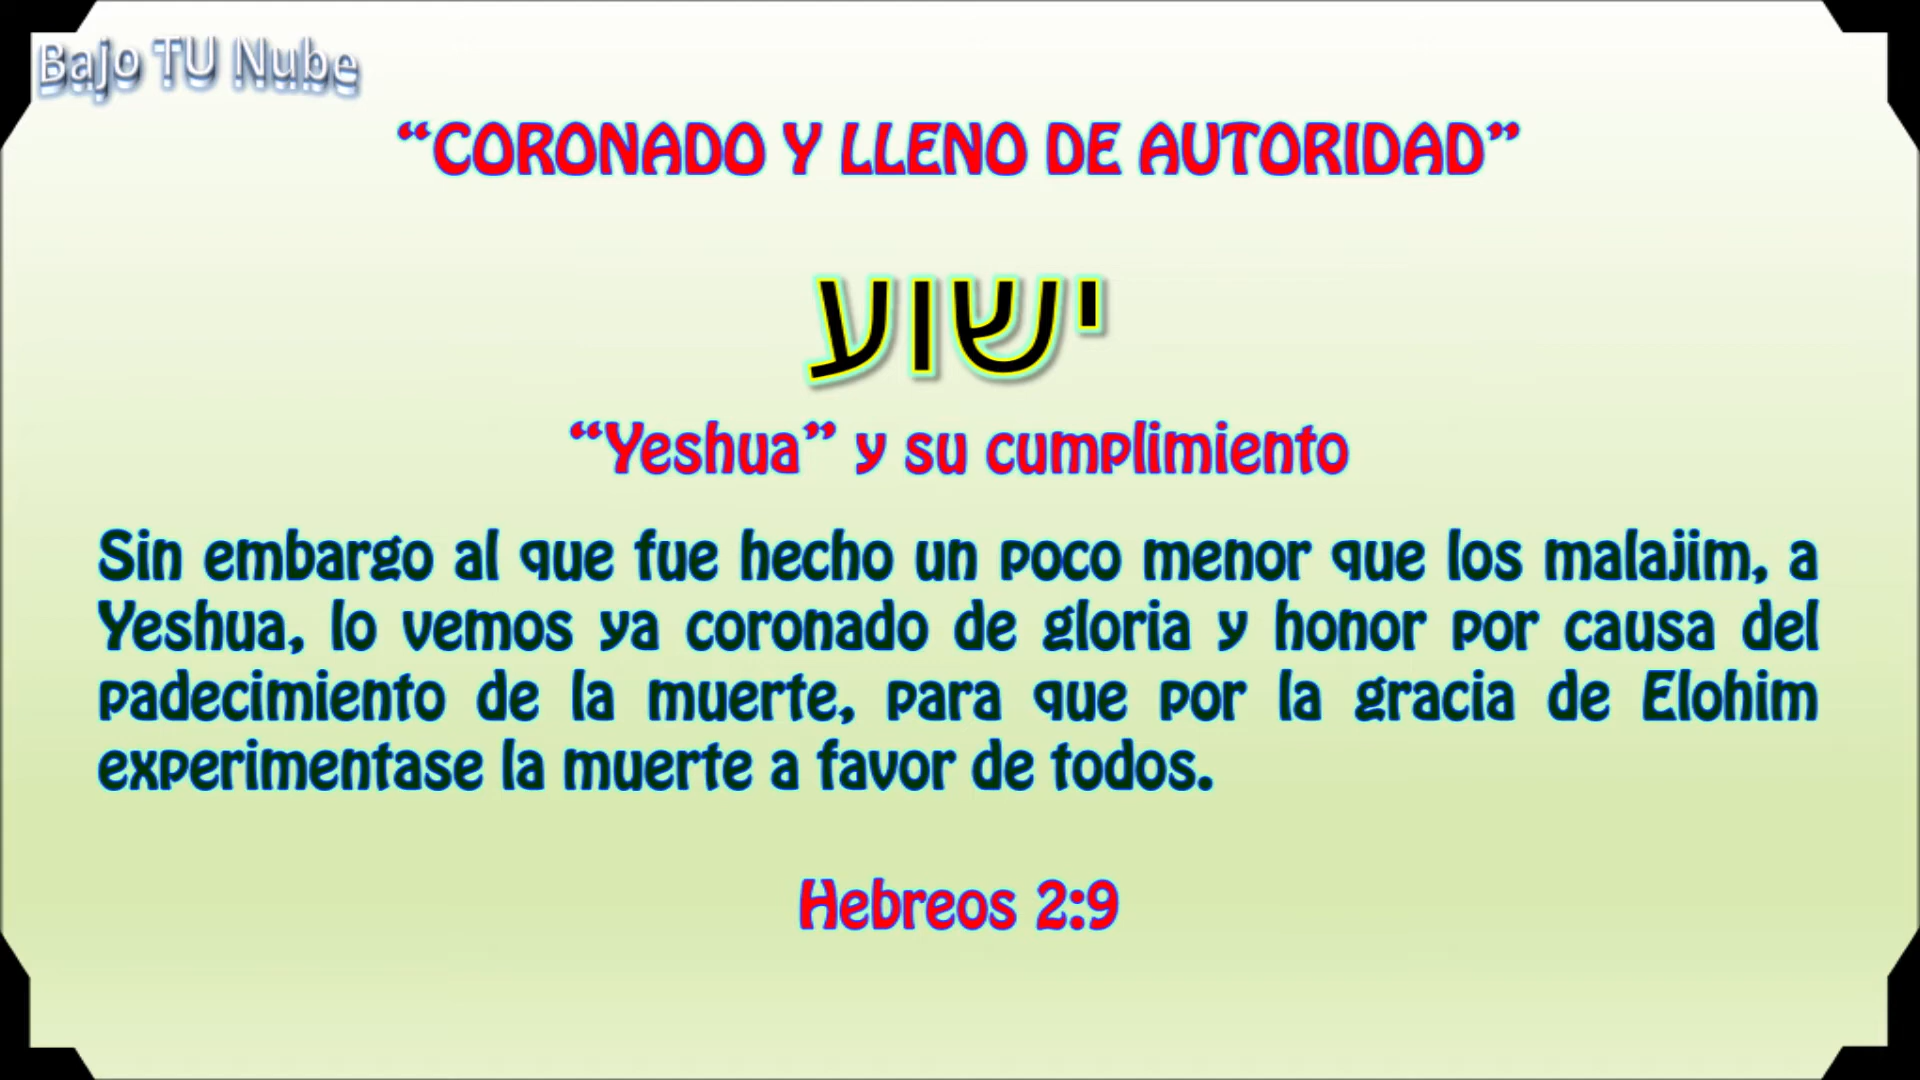 Bajo TU Nube
“CORONADO Y LLENO DE AUTORIDAD”
ישוע
“Yeshua” y su cumplimiento
Sin embargo al que fue hecho un poco menor que los malajim, a
Yeshua, lo vemos ya coronado de gloria y honor por causa del
padecimiento de la muerte, para que por la gracia de Elohim
experimentase la muerte a favor de todos.
Hebreos 2:9